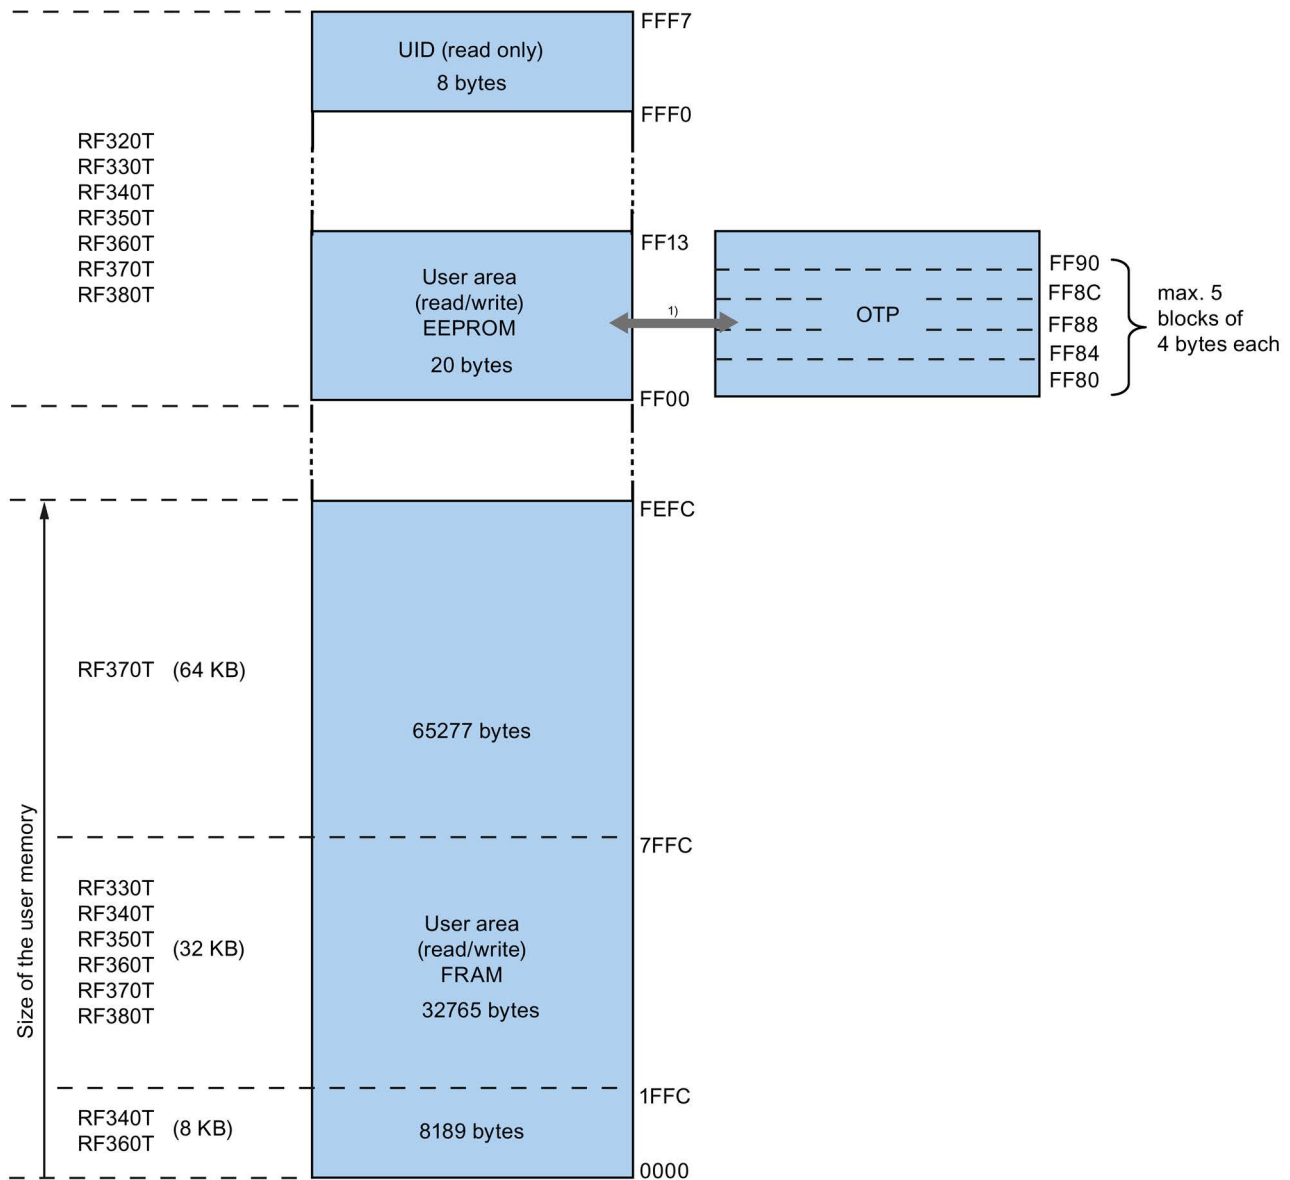 FFF7
UID (read only)
8 bytes
FFF0
RF320T
RF330T
RF340T
RF350T
RF360T
RF370T
RF380T
FF13
User area
(read/write)
EEPROM
20 bytes
FF00
1)
OTP
FF90
FF8C
FF88
FF84
FF80
max. 5
blocks of
4 bytes each
FEFC
RF370T (64 KB)
65277 bytes
7FFC
Size of the user memory
RF330T
RF340T
RF350T
RF360T
RF370T
RF380T
(32 KB)
User area
(read/write)
FRAM
32765 bytes
1FFC
RF340T
RF360T
(8 KB)
8189 bytes
0000